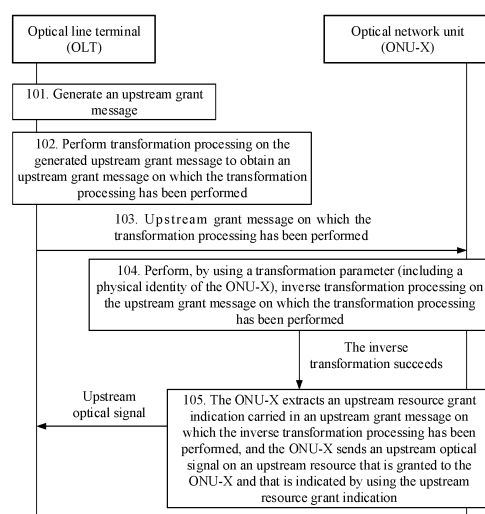 Optical line terminal
(OLT)
Optical network unit
(ONU-X)
101. Generate an upstream grant
message
102. Perform transformation processing on the
generated upstream grant message to obtain an
upstream grant message on which the transformation
processing has been performed
103. Upstream grant message on which the
transformation processing has been performed
104. Perform, by using a transformation parameter (including a
physical identity of the ONU-X), inverse transformation processing on
the upstream grant message on which the transformation processing
has been performed
The inverse
transformation succeeds
Upstream
optical signal
105. The ONU-X extracts an upstream resource grant
indication carried in an upstream grant message on
which the inverse transformation processing has been
performed, and the ONU-X sends an upstream optical
signal on an upstream resource that is granted to the
ONU-X and that is indicated by using the upstream
resource grant indication